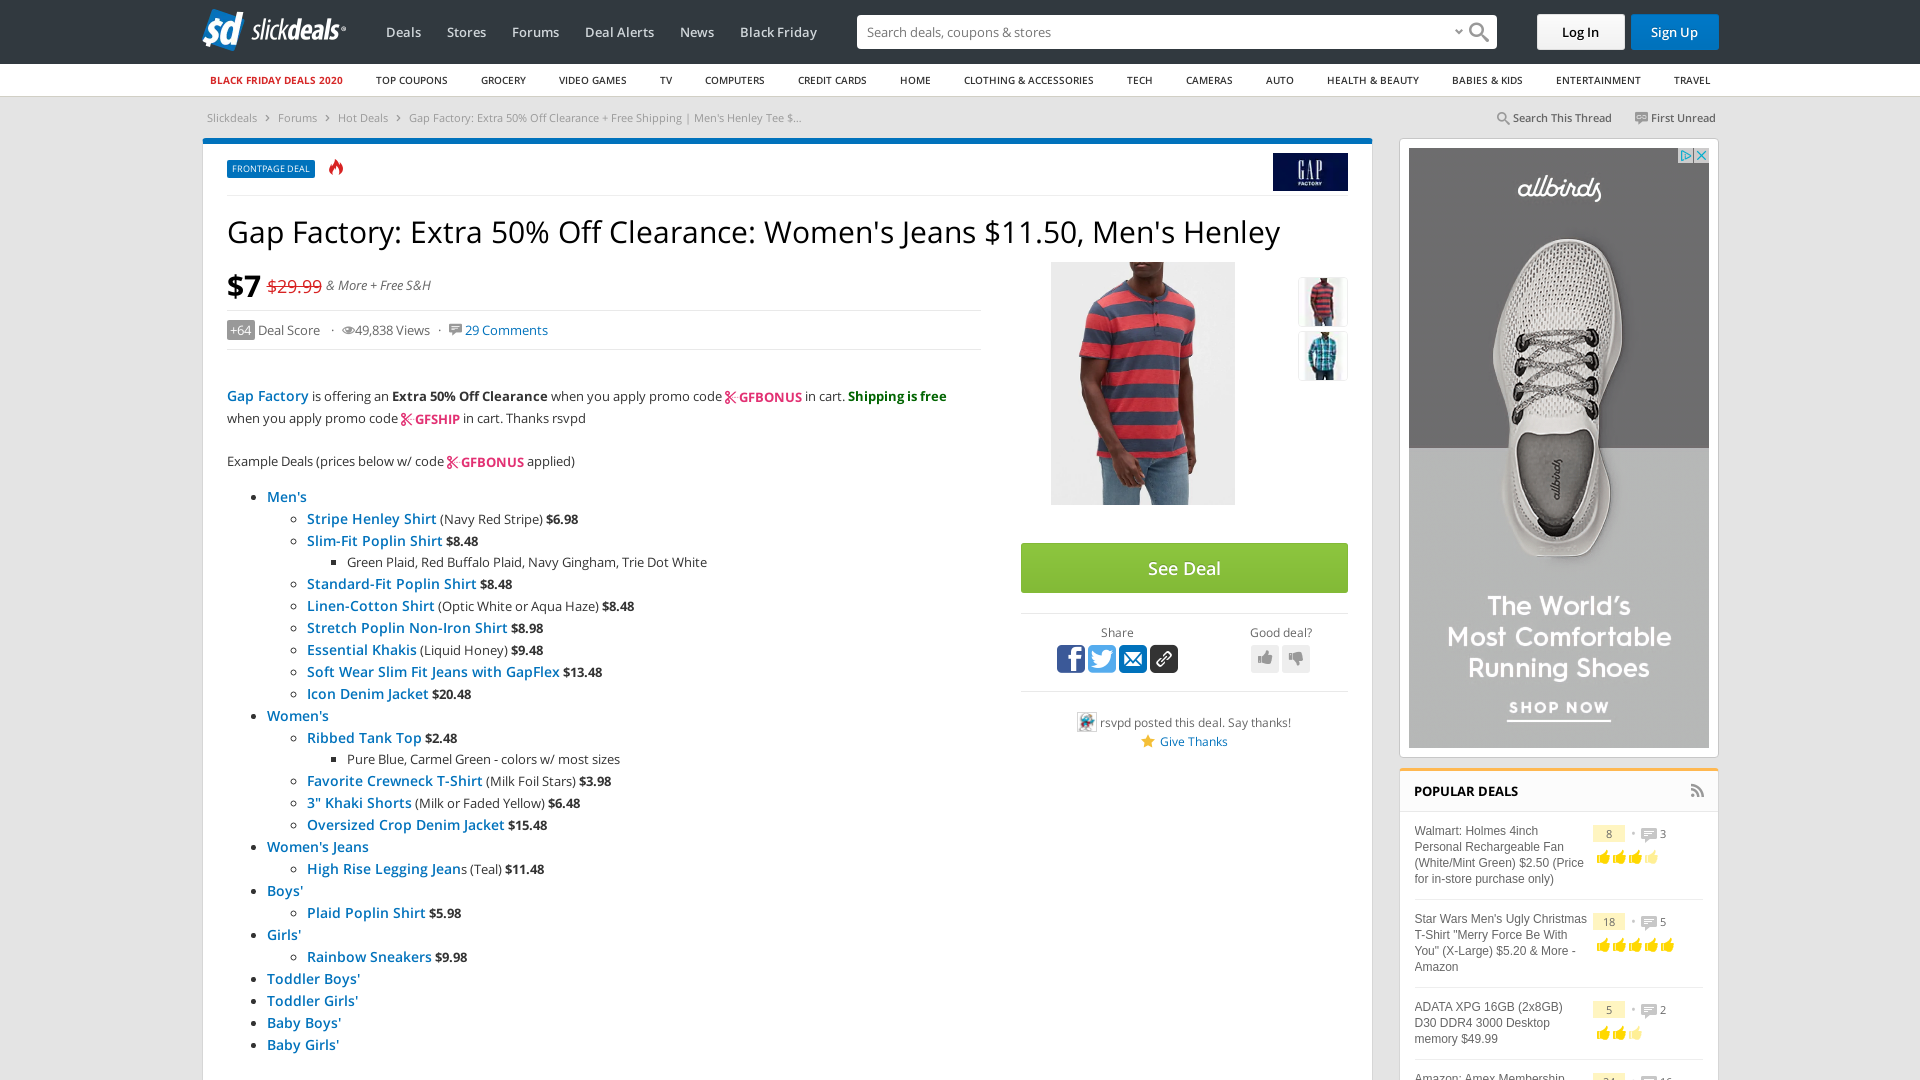 slickdeals
Deals Stores Forums Deal Alerts News Black Friday
Search deals, coupons & stores
Log In
Sign Up
BLACK FRIDAY DEALS 2020 TOP COUPONS GROCERY VIDEO GAMES TV COMPUTERS CREDIT CARDS HOME CLOTHING & ACCESSORIES TECH CAMERAS AUTO HEALTH & BEAUTY BABIES & KIDS ENTERTAINMENT TRAVEL
Slickdeals › Forums › Hot Deals › Gap Factory: Extra 50% Off Clearance + Free Shipping | Men's Henley Tee $...
Search This Thread First Unread
FRONTPAGE DEAL
GAP
FACTORY
Gap Factory: Extra 50% Off Clearance: Women's Jeans $11.50, Men's Henley
$7 $29.99 & More + Free S&H
+64 Deal Score · 49,838 Views · 29 Comments
Gap Factory is offering an Extra 50% Off Clearance when you apply promo code GFBONUS in cart. Shipping is free
when you apply promo code GFSHIP in cart. Thanks rsvpd
Example Deals (prices below w/ code GFBONUS applied)
Men's
Stripe Henley Shirt (Navy Red Stripe) $6.98
Slim-Fit Poplin Shirt $8.48
Green Plaid, Red Buffalo Plaid, Navy Gingham, Trie Dot White
Standard-Fit Poplin Shirt $8.48
Linen-Cotton Shirt (Optic White or Aqua Haze) $8.48
Stretch Poplin Non-Iron Shirt $8.98
Essential Khakis (Liquid Honey) $9.48
Soft Wear Slim Fit Jeans with GapFlex $13.48
Icon Denim Jacket $20.48
Women's
Ribbed Tank Top $2.48
Pure Blue, Carmel Green - colors w/ most sizes
Favorite Crewneck T-Shirt (Milk Foil Stars) $3.98
3" Khaki Shorts (Milk or Faded Yellow) $6.48
Oversized Crop Denim Jacket $15.48
Women's Jeans
High Rise Legging Jeans (Teal) $11.48
Boys'
Plaid Poplin Shirt $5.98
Girls'
Rainbow Sneakers $9.98
Toddler Boys'
Toddler Girls'
Baby Boys'
Baby Girls'
See Deal
Share
Good deal?
rsvpd posted this deal. Say thanks!
Give Thanks
allbirds
allbirds
The World's
Most Comfortable
Running Shoes
SHOP NOW
POPULAR DEALS
Walmart: Holmes 4inch
Personal Rechargeable Fan
(White/Mint Green) $2.50 (Price
for in-store purchase only)
8 • 3
Star Wars Men's Ugly Christmas
T-Shirt "Merry Force Be With
You" (X-Large) $5.20 & More -
Amazon
18 • 5
ADATA XPG 16GB (2x8GB)
D30 DDR4 3000 Desktop
memory $49.99
5 • 2
Amazon: Amex Membership